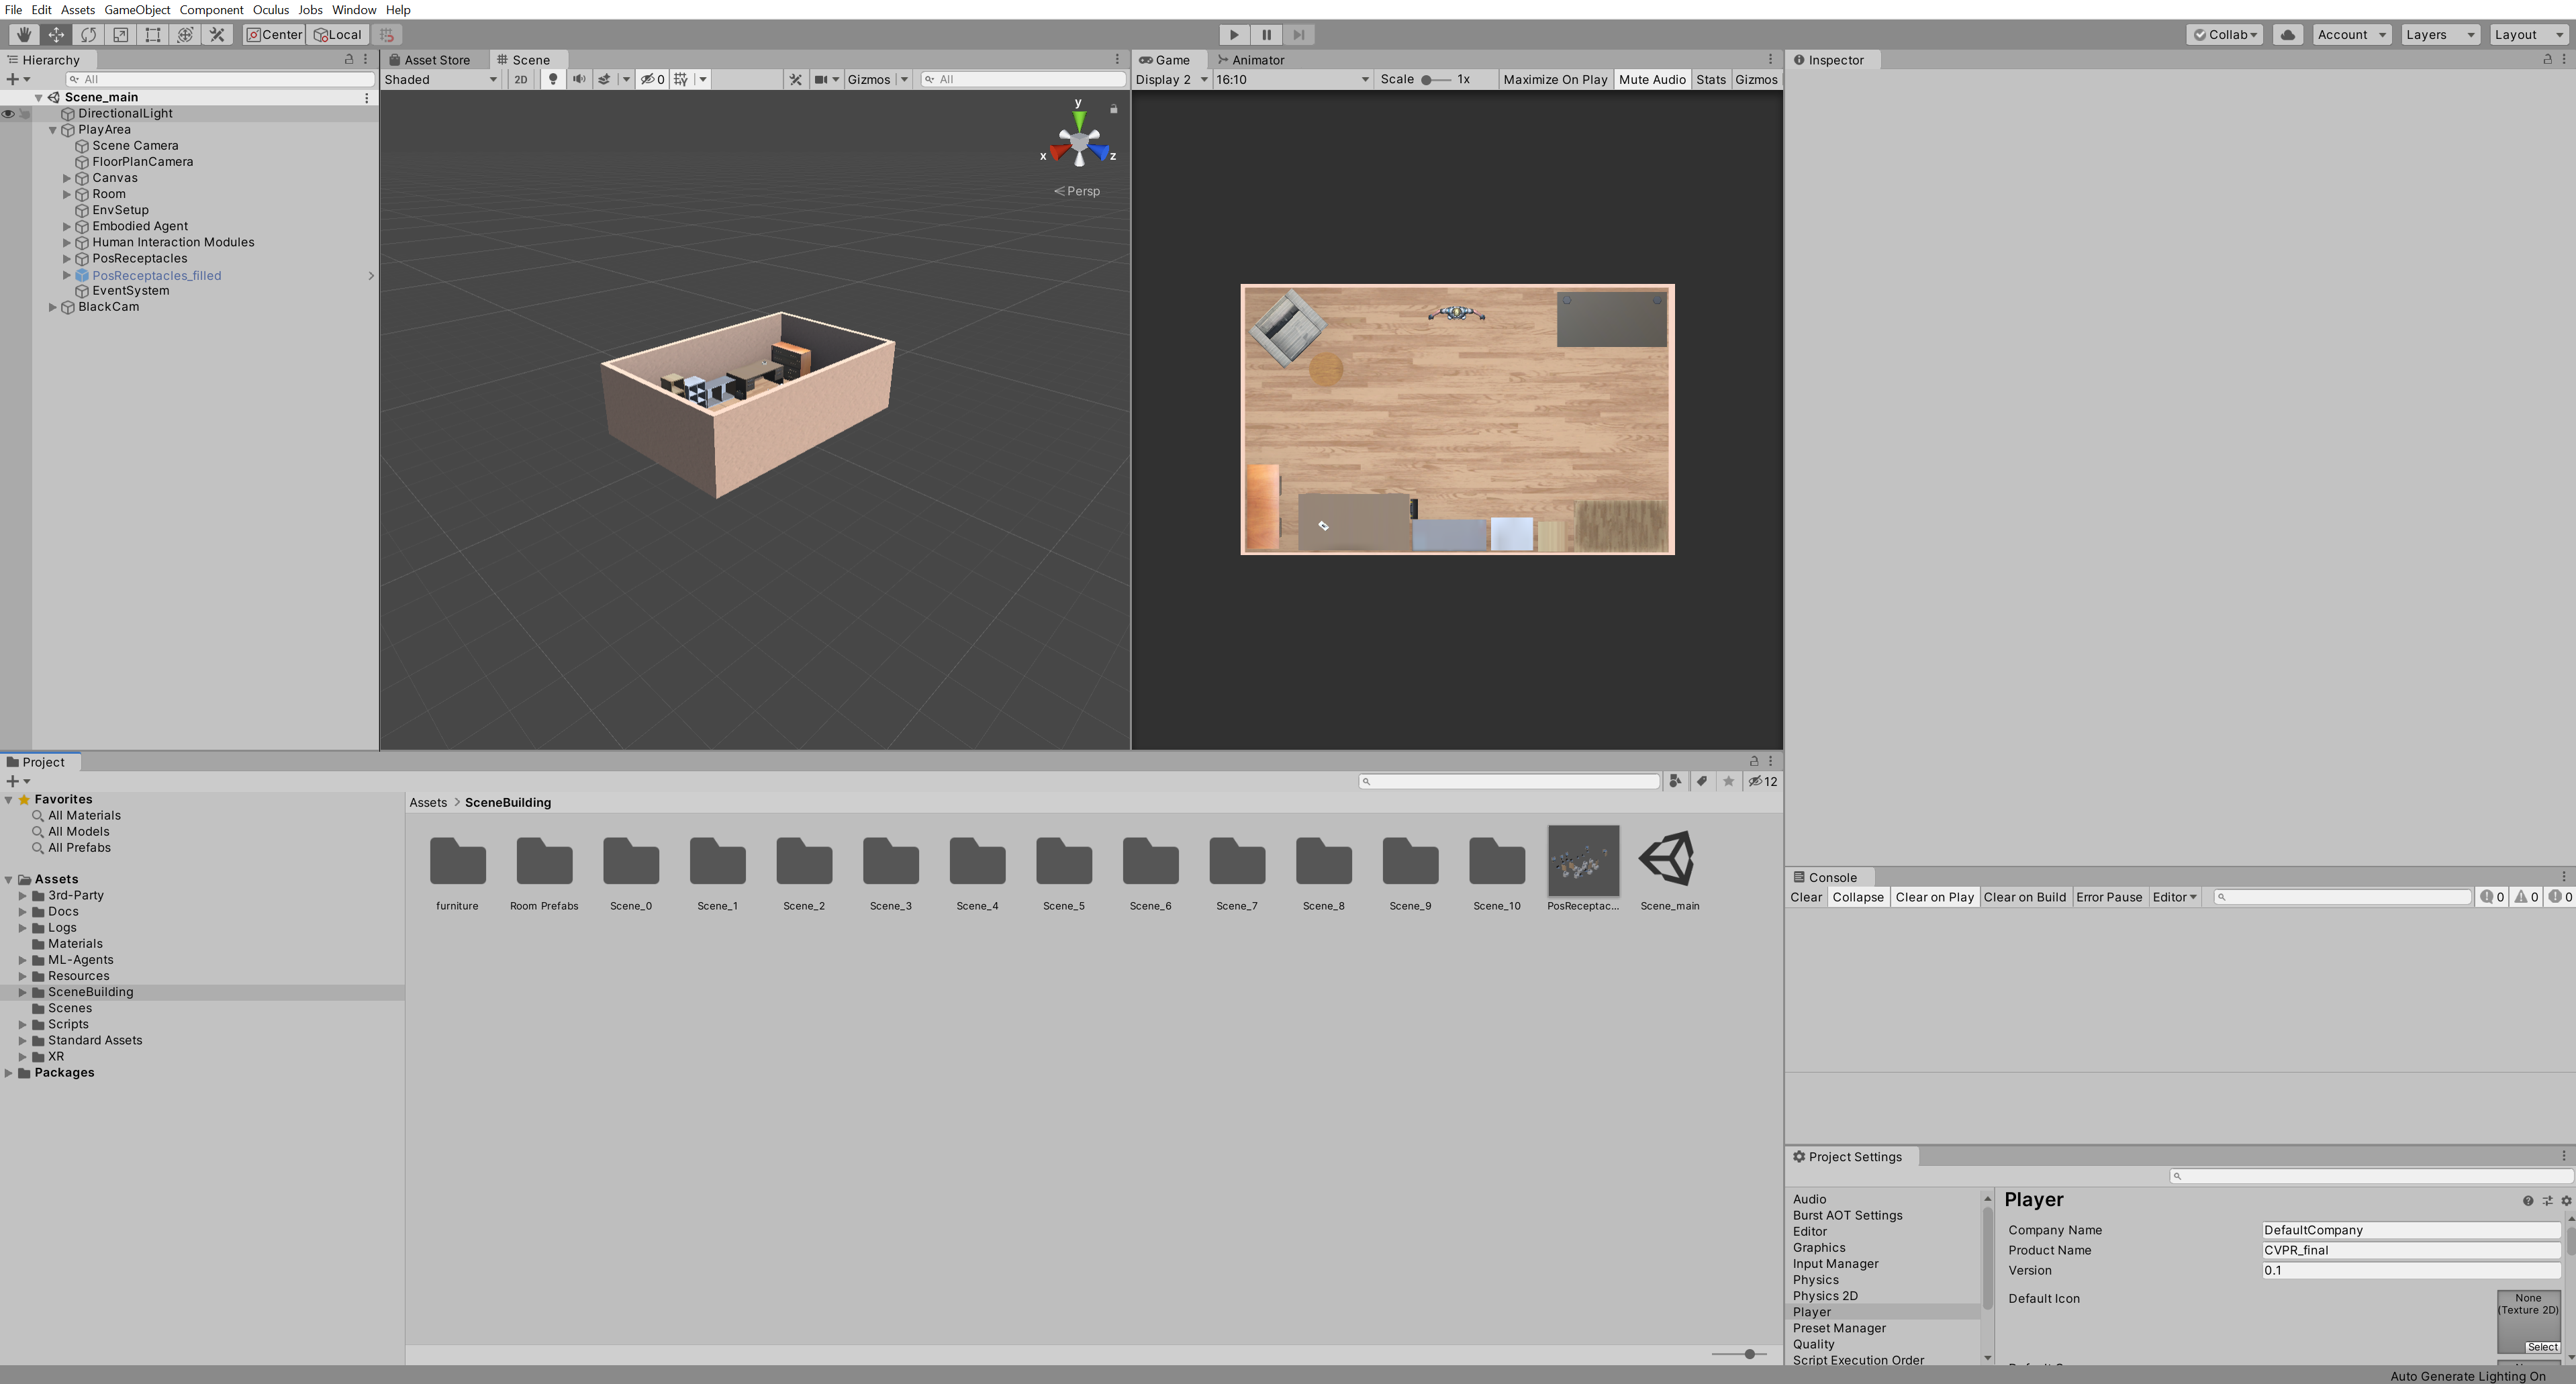 File Edit Assets GameObject Component Oculus Jobs Window Help
Center Local
Collab Account Layers Layout
Hierarchy
All
Scene_main
DirectionalLight
PlayArea
Scene Camera
FloorPlanCamera
Canvas
Room
EnvSetup
Embodied Agent
Human Interaction Modules
PosReceptacles
PosReceptacles_filled
EventSystem
BlackCam
Asset Store Scene
Shaded 2D 0 Gizmos All
y
x z
Persp
Game Animator
Display 2 16:10 Scale 1x Maximize On Play Mute Audio Stats Gizmos
Inspector
Project
12
Favorites
All Materials
All Models
All Prefabs
Assets
3rd-Party
Docs
Logs
Materials
ML-Agents
Resources
SceneBuilding
Scenes
Scripts
Standard Assets
XR
Packages
Assets > SceneBuilding
furniture Room Prefabs Scene_0 Scene_1 Scene_2 Scene_3 Scene_4 Scene_5 Scene_6 Scene_7 Scene_8 Scene_9 Scene_10 PosReceptac... Scene_main
Console
Clear Collapse Clear on Play Clear on Build Error Pause Editor 0 0 0
Project Settings
Audio
Burst AOT Settings
Editor
Graphics
Input Manager
Physics
Physics 2D
Player
Preset Manager
Quality
Script Execution Order
Player
Company Name DefaultCompany
Product Name CVPR_final
Version 0.1
Default Icon
None
(Texture 2D)
Select
Auto Generate Lighting On